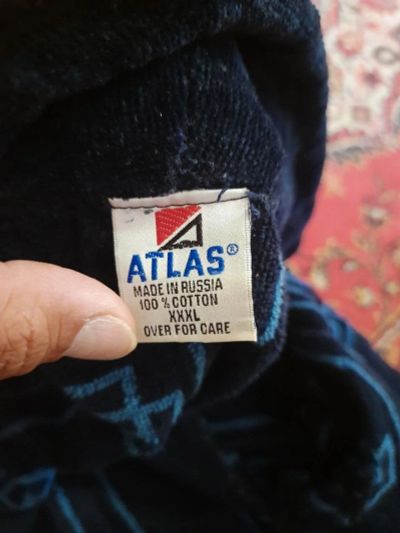 ATLAS®
MADE IN RUSSIA
100 % COTTON
XXXL
OVER FOR CARE